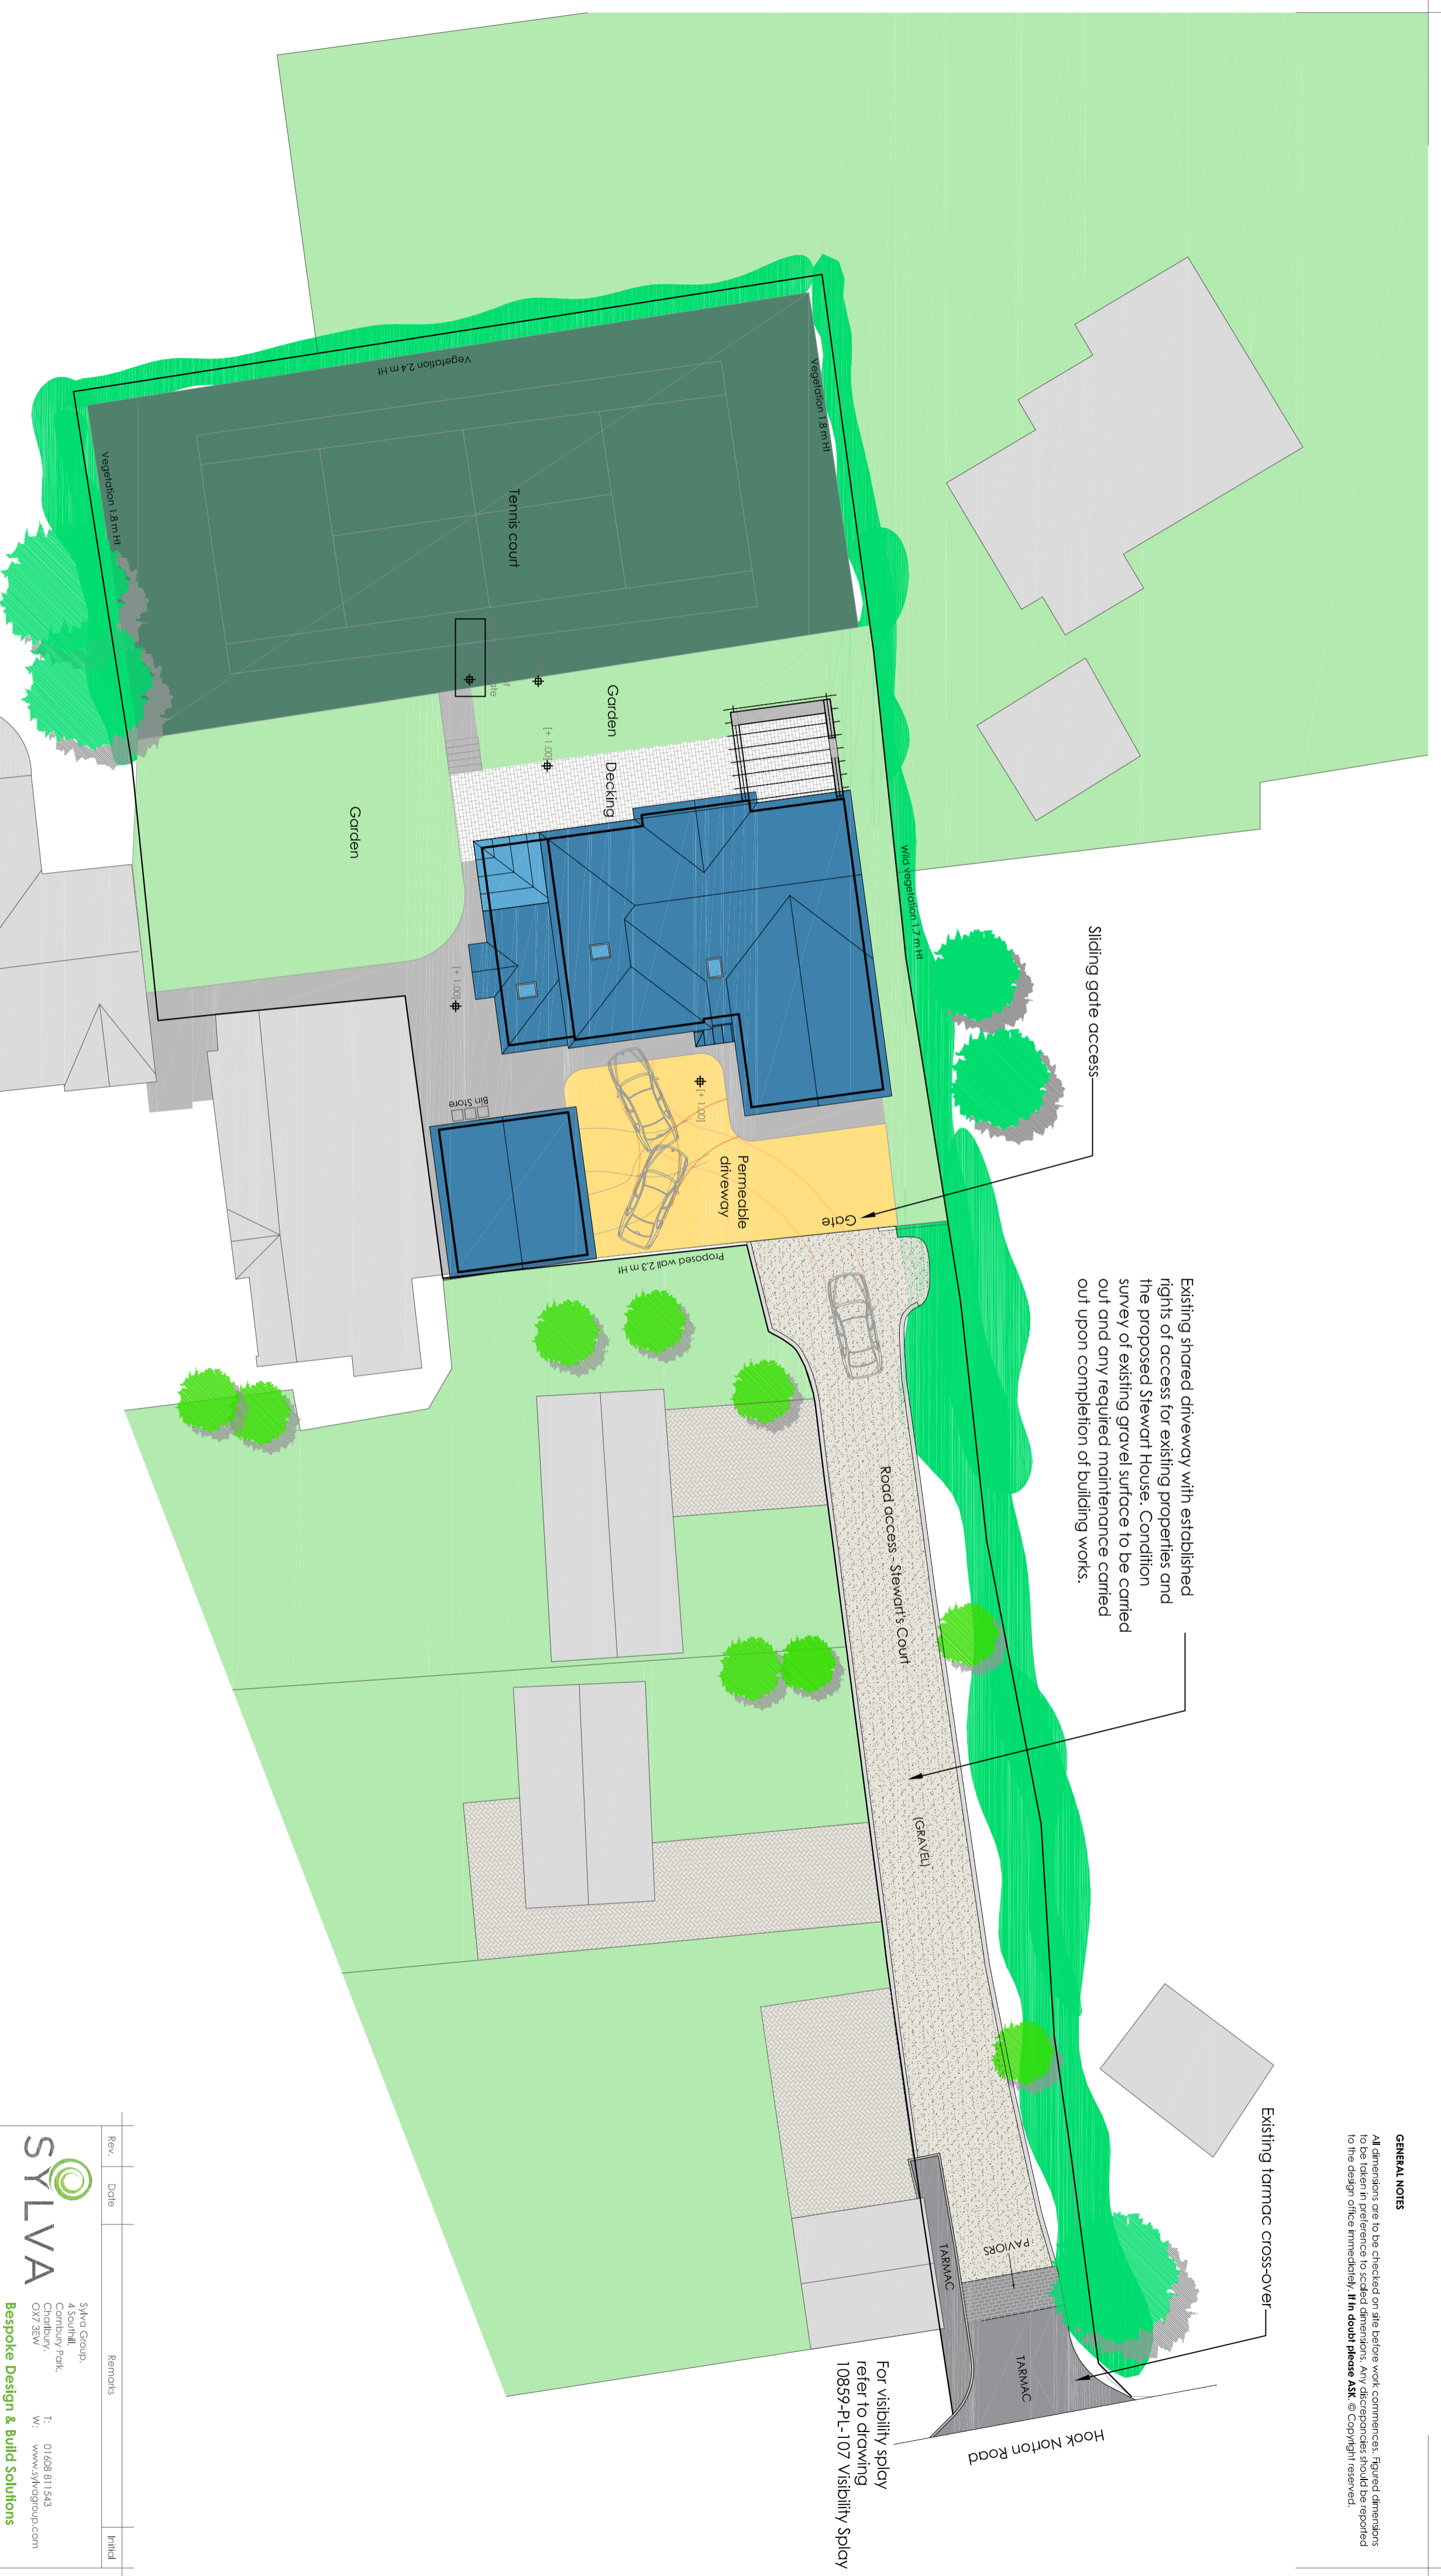 GENERAL NOTES
All dimensions are to be checked on site before work commences. Figured dimensions
to be taken in preference to scaled dimensions. Any discrepancies should be reported
to the design office immediately. If in doubt please ASK. © Copyright reserved.
Existing tarmac cross-over
Sliding gate access
Existing shared driveway with established
rights of access for existing properties and
the proposed Stewart House. Condition
survey of existing gravel surface to be carried
out and any required maintenance carried
out upon completion of building works.
Vegetation 1.8 m Ht
Vegetation 2.4 m Ht
Vegetation 1.8 m Ht
Wild vegetation 1.7 m Ht
Tennis court
Garden
Decking
Garden
[+ 1.00]
[+ 1.00]
[+ 1.00]
Bin Store
Permeable
driveway
Gate
Proposed wall 2.3 m Ht
Road access - Stewart's Court
(GRAVEL)
PAVIORS
TARMAC
TARMAC
Hook Norton Road
For visibility splay
refer to drawing
10859-PL-107 Visibility Splay
Rev.
Date
Remarks
Initial
SYLVA
Sylva Group,
4 Southill,
Cornbury Park,
Charlbury,
OX7 3EW
T: 01608 811543
W: www.sylvagroup.com
Bespoke Design & Build Solutions